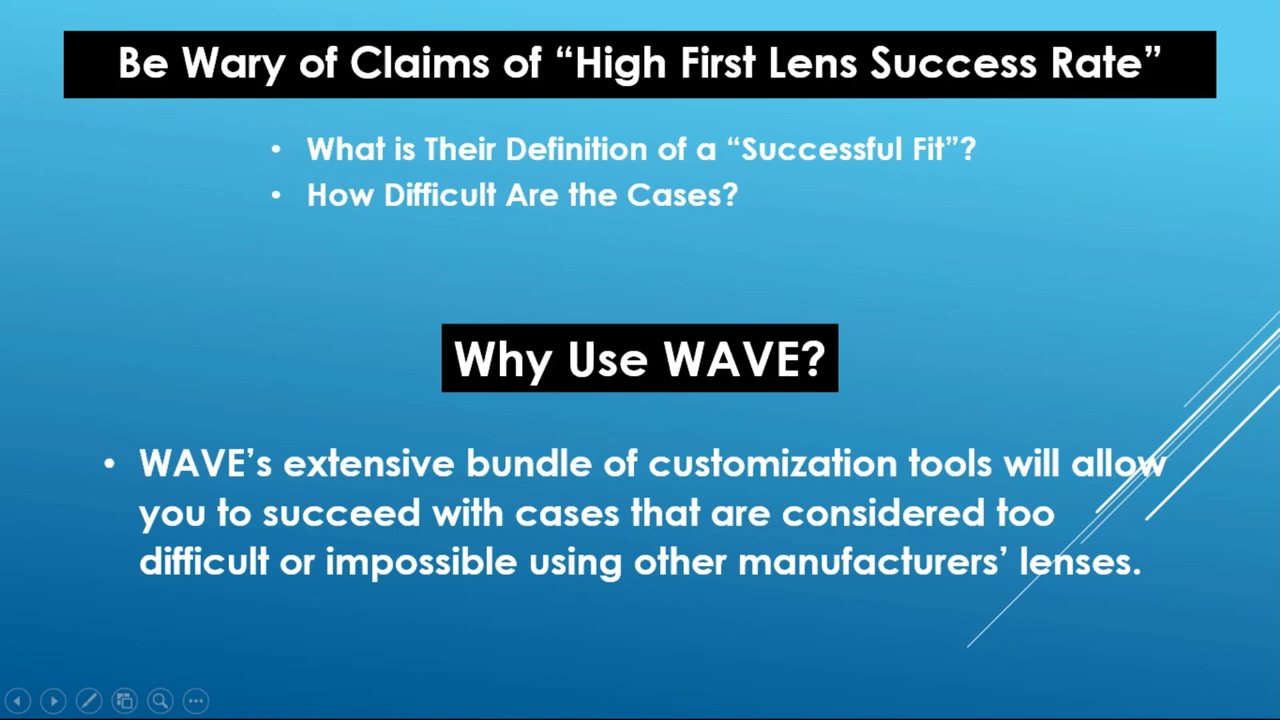 Be Wary of Claims of “High First Lens Success Rate”
• What is Their Definition of a “Successful Fit”?
• How Difficult Are the Cases?
Why Use WAVE?
• WAVE’s extensive bundle of customization tools will allow
you to succeed with cases that are considered too
difficult or impossible using other manufacturers’ lenses.